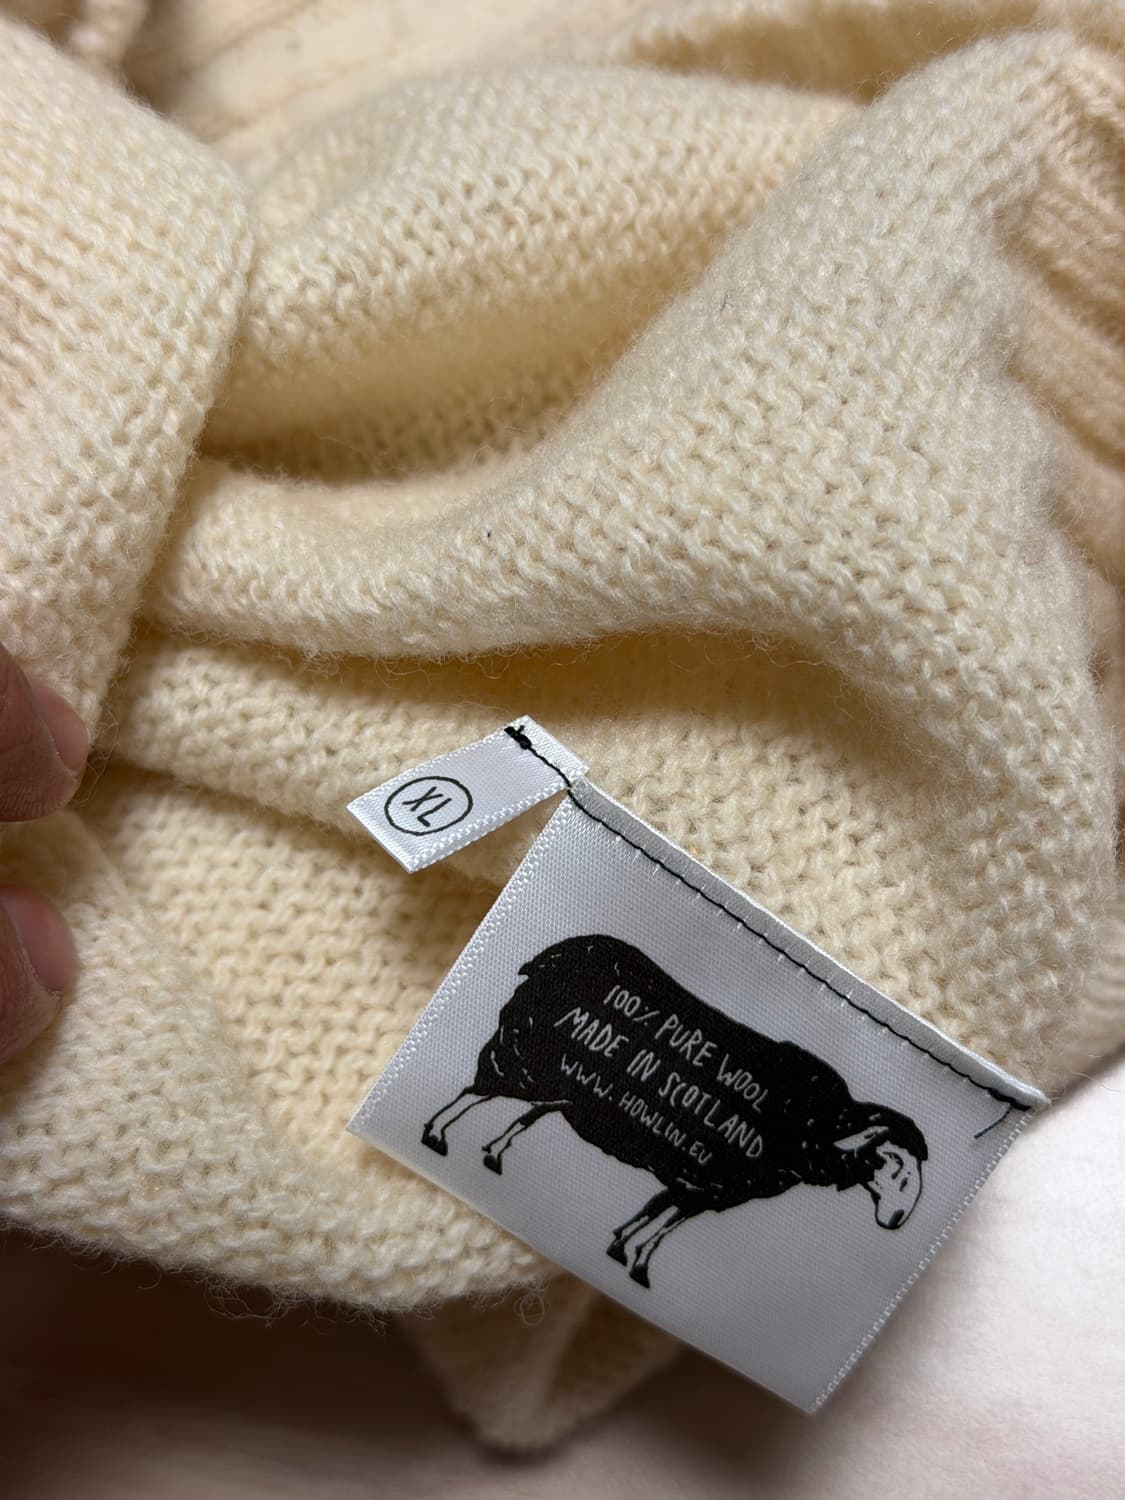 XL
100% PURE WOOL
MADE IN SCOTLAND
WWW.HOWLIN.EU